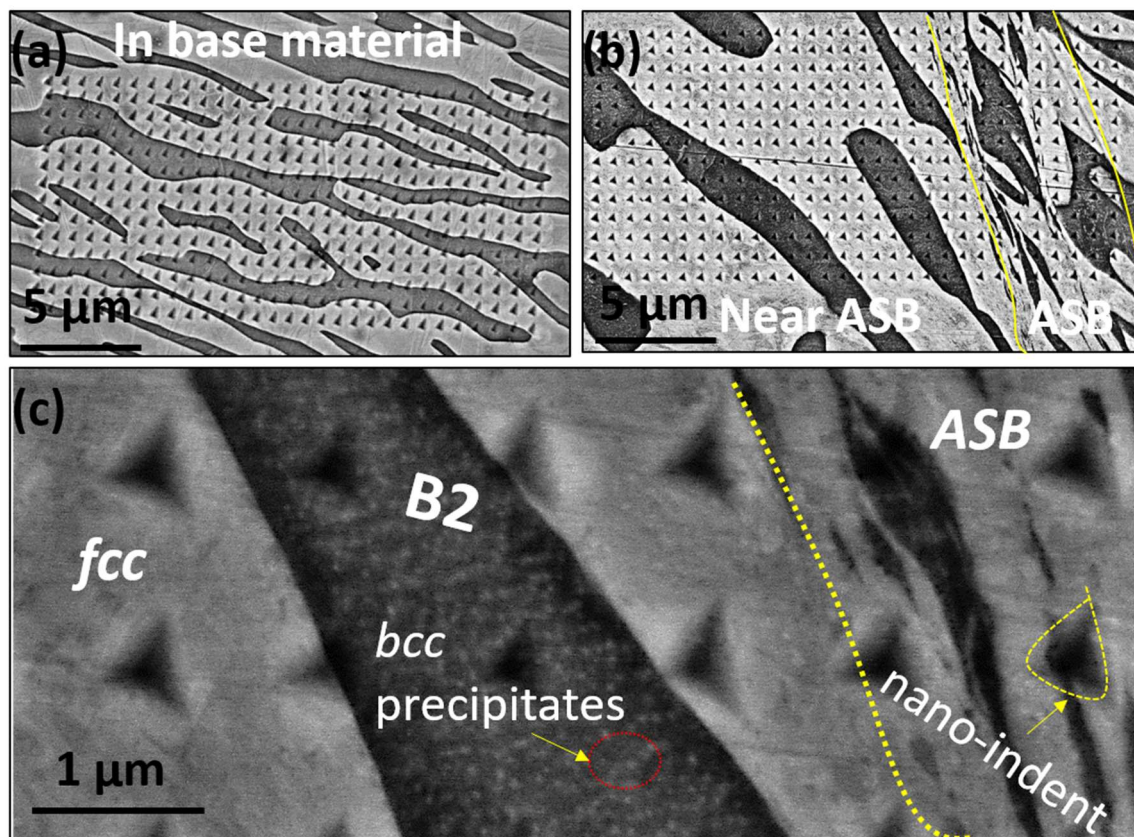 (a)
In base material
5 μm
(b)
5 μm
Near ASB
ASB
(c)
ASB
B2
fcc
bcc
precipitates
nano-indent
1 μm